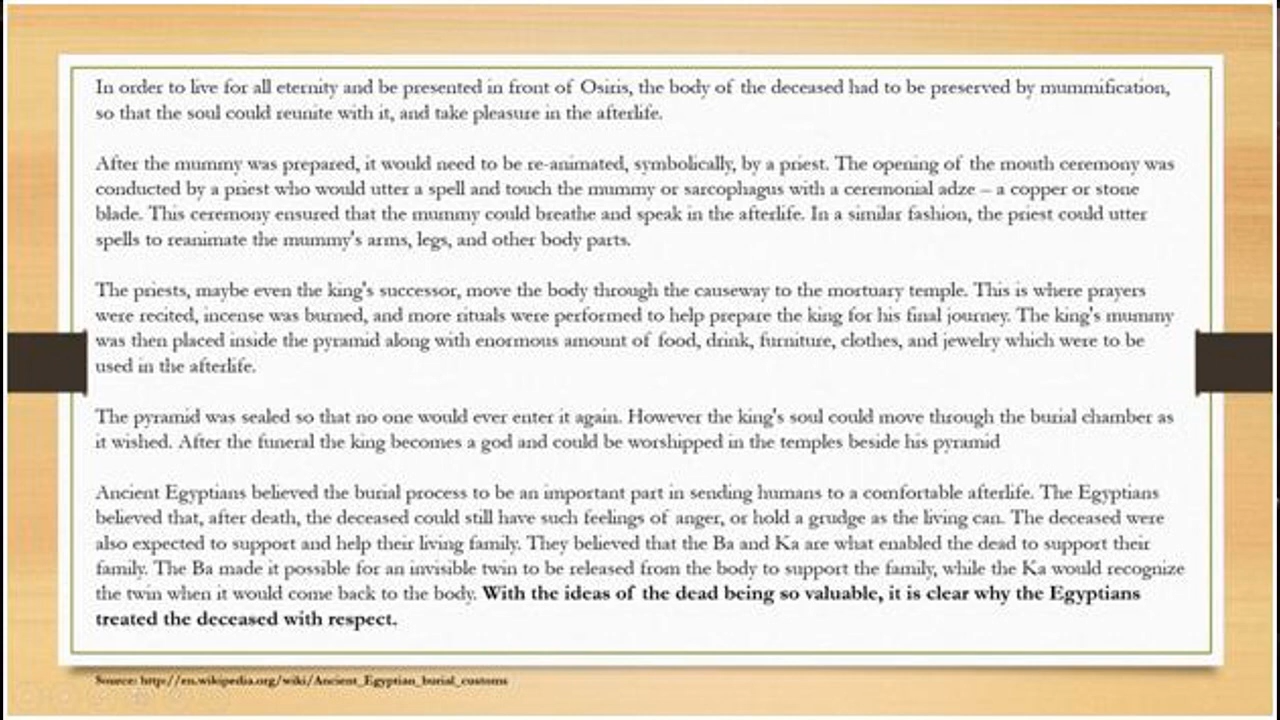 In order to live for all eternity and be presented in front of Osiris, the body of the deceased had to be preserved by mummification,
so that the soul could reunite with it, and take pleasure in the afterlife.
After the mummy was prepared, it would need to be re-animated, symbolically, by a priest. The opening of the mouth ceremony was
conducted by a priest who would utter a spell and touch the mummy or sarcophagus with a ceremonial adze – a copper or stone
blade. This ceremony ensured that the mummy could breathe and speak in the afterlife. In a similar fashion, the priest could utter
spells to reanimate the mummy's arms, legs, and other body parts.
The priests, maybe even the king's successor, move the body through the causeway to the mortuary temple. This is where prayers
were recited, incense was burned, and more rituals were performed to help prepare the king for his final journey. The king's mummy
was then placed inside the pyramid along with enormous amount of food, drink, furniture, clothes, and jewelry which were to be
used in the afterlife.
The pyramid was sealed so that no one would ever enter it again. However the king's soul could move through the burial chamber as
it wished. After the funeral the king becomes a god and could be worshipped in the temples beside his pyramid
Ancient Egyptians believed the burial process to be an important part in sending humans to a comfortable afterlife. The Egyptians
believed that, after death, the deceased could still have such feelings of anger, or hold a grudge as the living can. The deceased were
also expected to support and help their living family. They believed that the Ba and Ka are what enabled the dead to support their
family. The Ba made it possible for an invisible twin to be released from the body to support the family, while the Ka would recognize
the twin when it would come back to the body. With the ideas of the dead being so valuable, it is clear why the Egyptians
treated the deceased with respect.
Source: http://en.wikipedia.org/wiki/Ancient_Egyptian_burial_customs